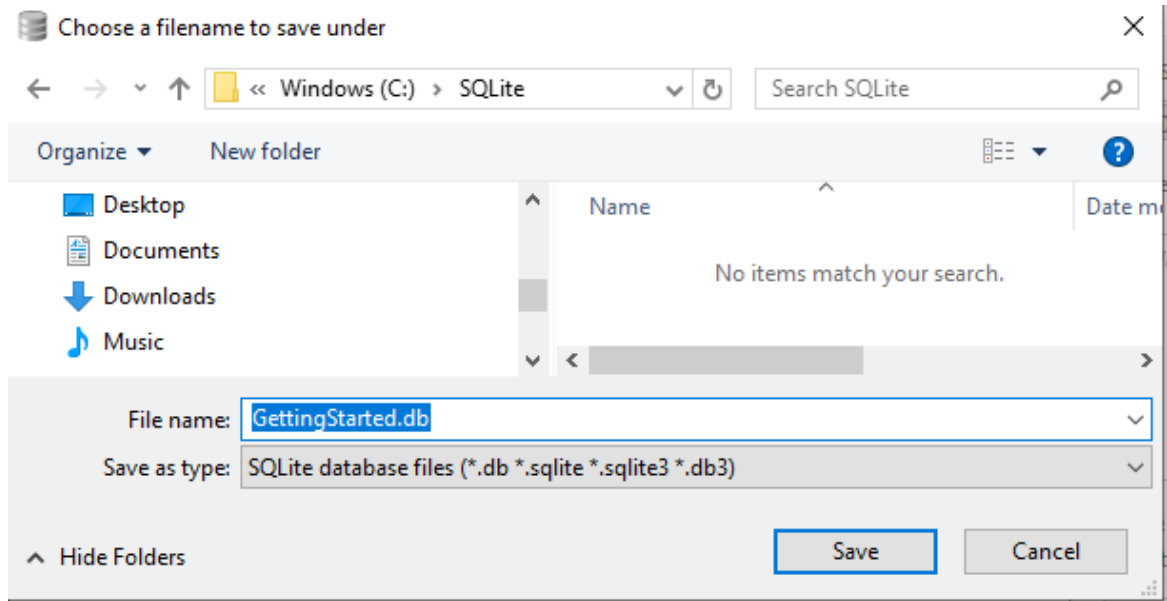 Choose a filename to save under
« Windows (C:) › SQLite
Search SQLite
Organize
New folder
?
Desktop
Name
Date m
Documents
No items match your search.
Downloads
Music
File name: GettingStarted.db
Save as type: SQLite database files (*.db *.sqlite *.sqlite3 *.db3)
Hide Folders
Save
Cancel